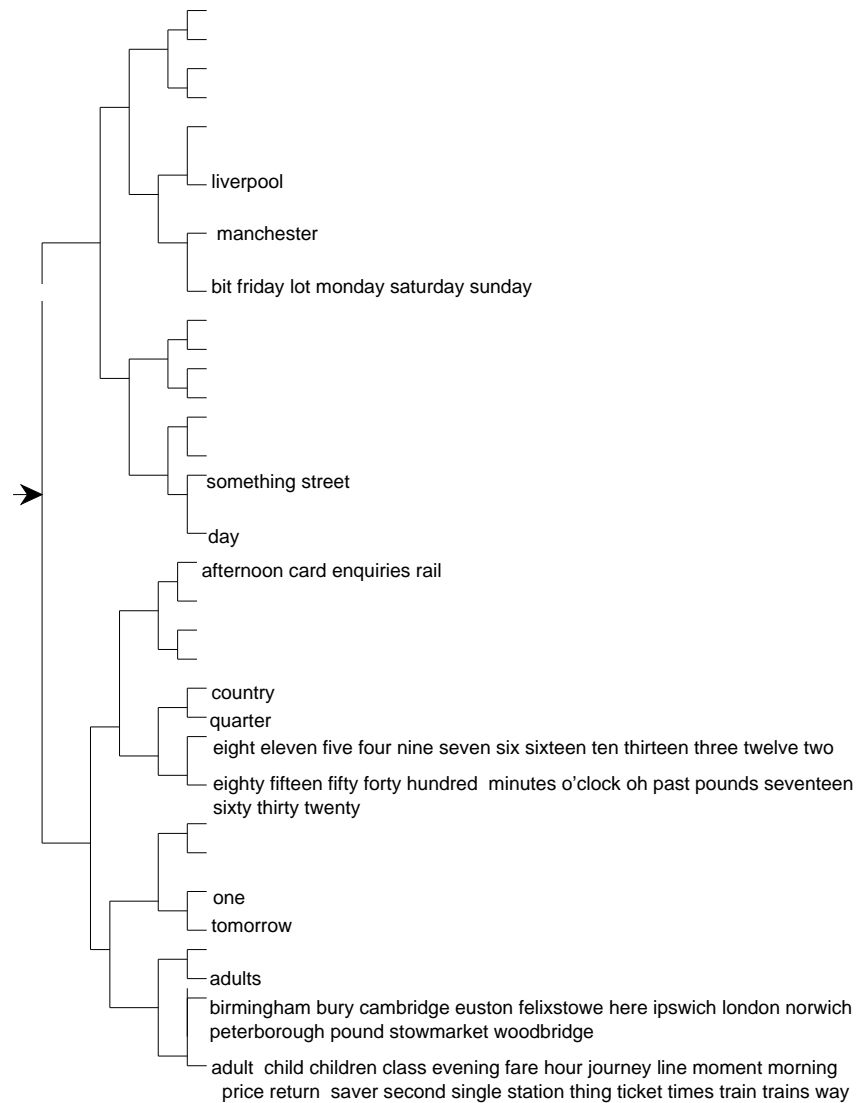 liverpool
manchester
bit friday lot monday saturday sunday
something street
day
afternoon card enquiries rail
country
quarter
eight eleven five four nine seven six sixteen ten thirteen three twelve two
eighty fifteen fifty forty hundred  minutes o'clock oh past pounds seventeen
sixty thirty twenty
one
tomorrow
adults
birmingham bury cambridge euston felixstowe here ipswich london norwich
peterborough pound stowmarket woodbridge
adult  child children class evening fare hour journey line moment morning
price return  saver second single station thing ticket times train trains way